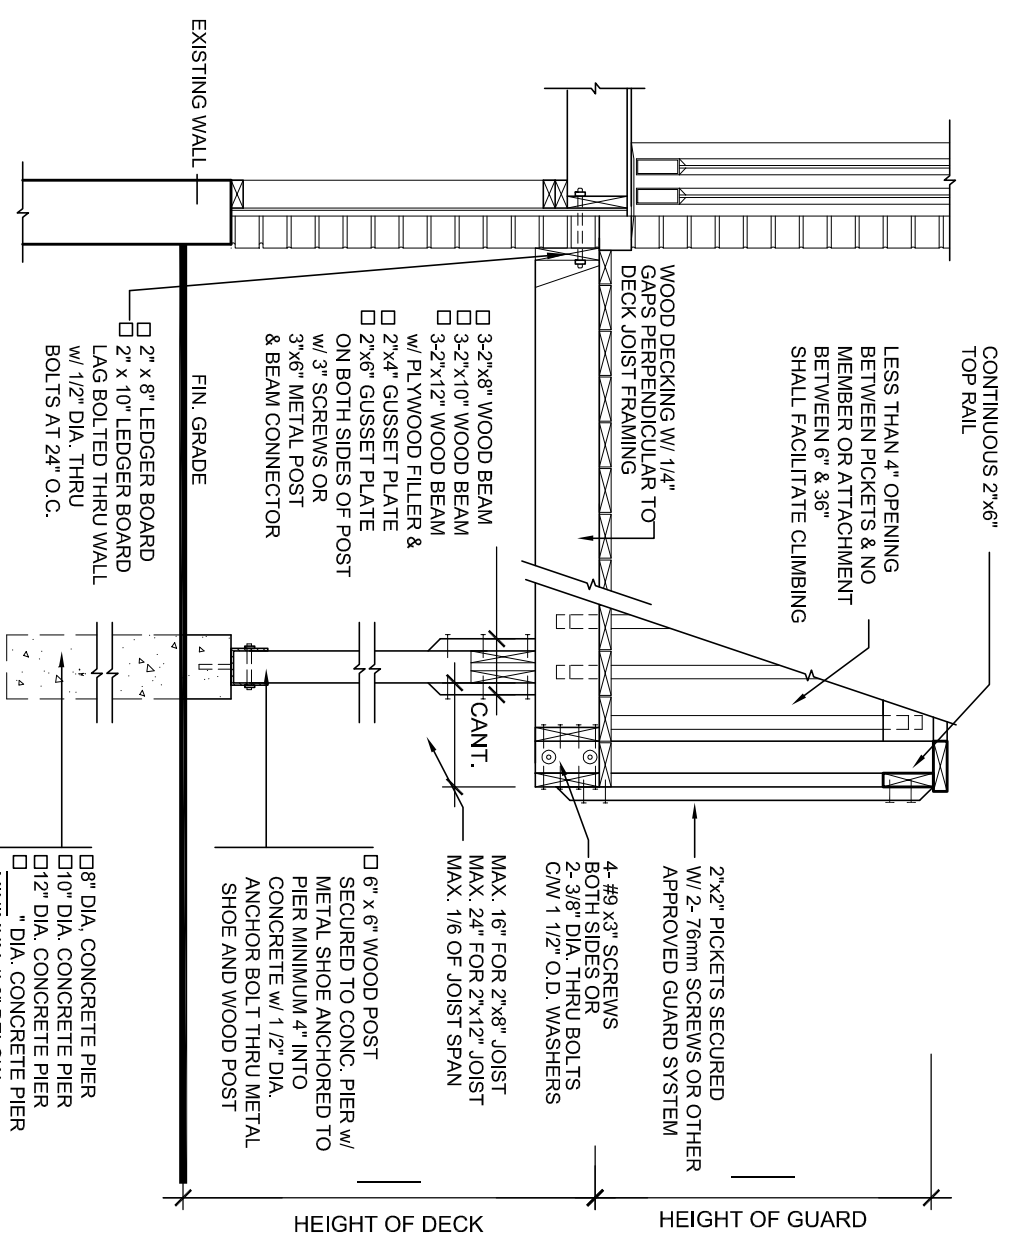 CONTINUOUS 2"x6"
TOP RAIL
LESS THAN 4" OPENING
BETWEEN PICKETS & NO
MEMBER OR ATTACHMENT
BETWEEN 6" & 36"
SHALL FACILITATE CLIMBING
WOOD DECKING W/ 1/4"
GAPS PERPENDICULAR TO
DECK JOIST FRAMING
3-2"x8" WOOD BEAM
3-2"x10" WOOD BEAM
3-2"x12" WOOD BEAM
w/ PLYWOOD FILLER &
2"x4" GUSSET PLATE
2"x6" GUSSET PLATE
ON BOTH SIDES OF POST
w/ 3" SCREWS OR
3"x6" METAL POST
& BEAM CONNECTOR
EXISTING WALL
FIN. GRADE
2" x 8" LEDGER BOARD
2" x 10" LEDGER BOARD
LAG BOLTED THRU WALL
w/ 1/2" DIA. THRU
BOLTS AT 24" O.C.
CANT.
2"x2" PICKETS SECURED
W/ 2- 76mm SCREWS OR OTHER
APPROVED GUARD SYSTEM
4- #9 x3" SCREWS
BOTH SIDES OR
2- 3/8" DIA. THRU BOLTS
C/W 1 1/2" O.D. WASHERS
MAX. 16" FOR 2"x8" JOIST
MAX. 24" FOR 2"x12" JOIST
MAX. 1/6 OF JOIST SPAN
6" x 6" WOOD POST
SECURED TO CONC. PIER w/
METAL SHOE ANCHORED TO
PIER MINIMUM 4" INTO
CONCRETE w/ 1/2" DIA.
ANCHOR BOLT THRU METAL
SHOE AND WOOD POST
8" DIA, CONCRETE PIER
10" DIA. CONCRETE PIER
12" DIA. CONCRETE PIER
____" DIA. CONCRETE PIER
HEIGHT OF GUARD
HEIGHT OF DECK